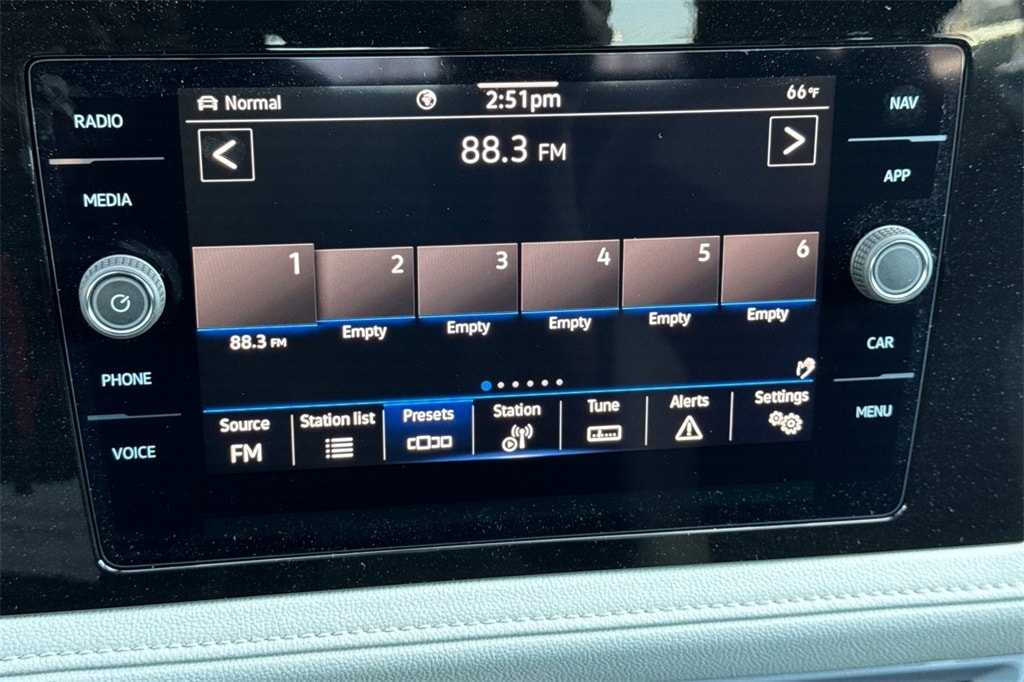 RADIO
MEDIA
PHONE
VOICE
Normal 2:51pm 66°F
< 88.3 FM >
1 2 3 4 5 6
88.3 FM Empty Empty Empty Empty Empty
Source Station list Presets Station Tune Alerts Settings
FM
NAV
APP
CAR
MENU